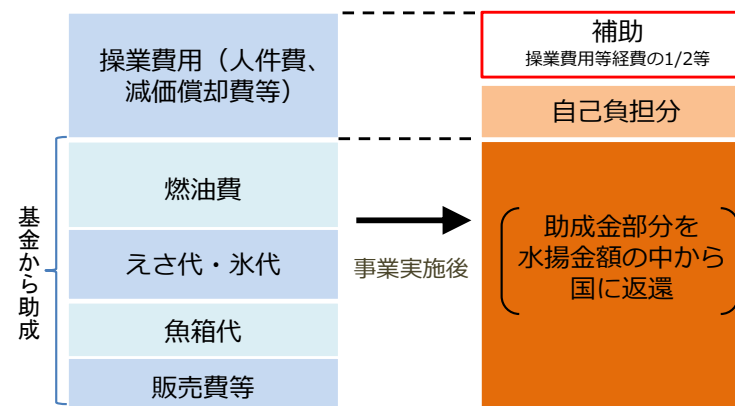 操業費用（人件費、
減価償却費等）
基金から助成
燃油費
えさ代・氷代
魚箱代
販売費等
事業実施後
補助
操業費用等経費の1/2等
自己負担分
助成金部分を
水揚金額の中から
国に返還